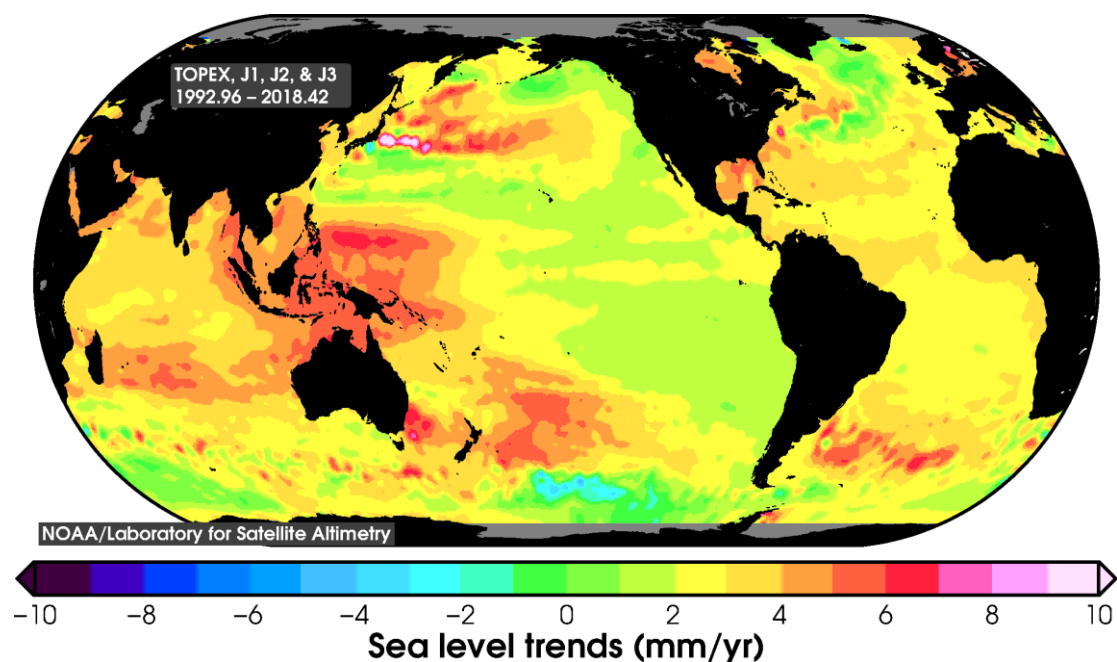 TOPEX, J1, J2, & J3
1992.96 – 2018.42
NOAA/Laboratory for Satellite Altimetry
−10 −8 −6 −4 −2 0 2 4 6 8 10
Sea level trends (mm/yr)